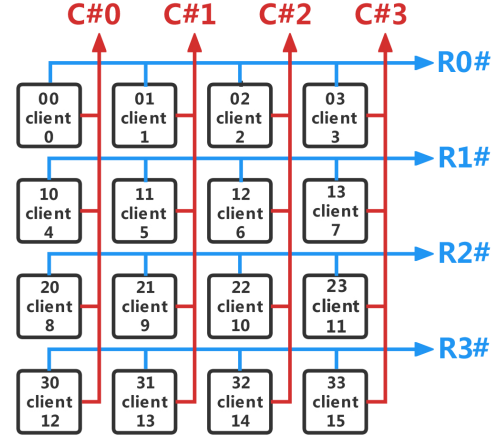 C#0 C#1 C#2 C#3
R0#
00 01 02 03
client client client client
0 1 2 3
R1#
10 11 12 13
client client client client
4 5 6 7
R2#
20 21 22 23
client client client client
8 9 10 11
R3#
30 31 32 33
client client client client
12 13 14 15